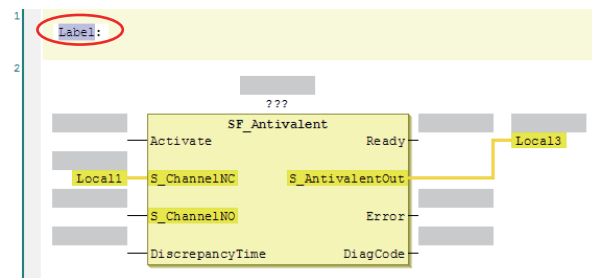 1
Label:
2
???
SF_Antivalent
Activate Ready Local3
Local1 S_ChannelNC S_AntivalentOut
S_ChannelNO Error
DiscrepancyTime DiagCode